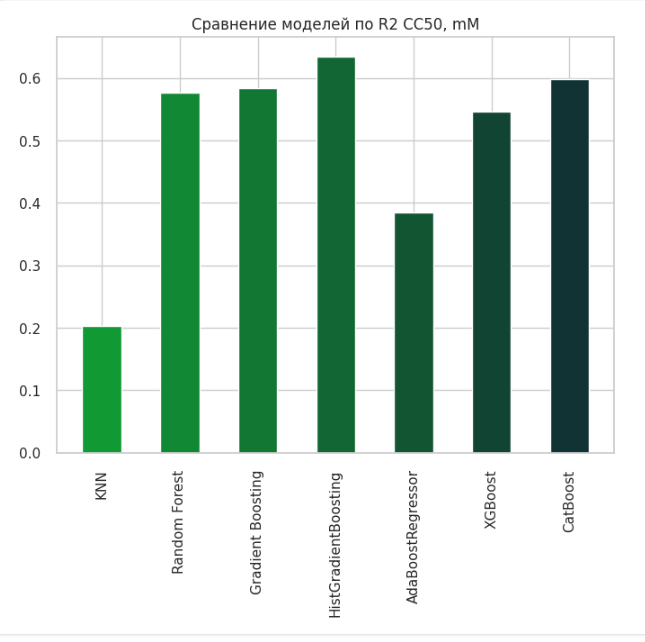 Сравнение моделей по R2 CC50, mM
0.6
0.5
0.4
0.3
0.2
0.1
0.0
KNN
Random Forest
Gradient Boosting
HistGradientBoosting
AdaBoostRegressor
XGBoost
CatBoost